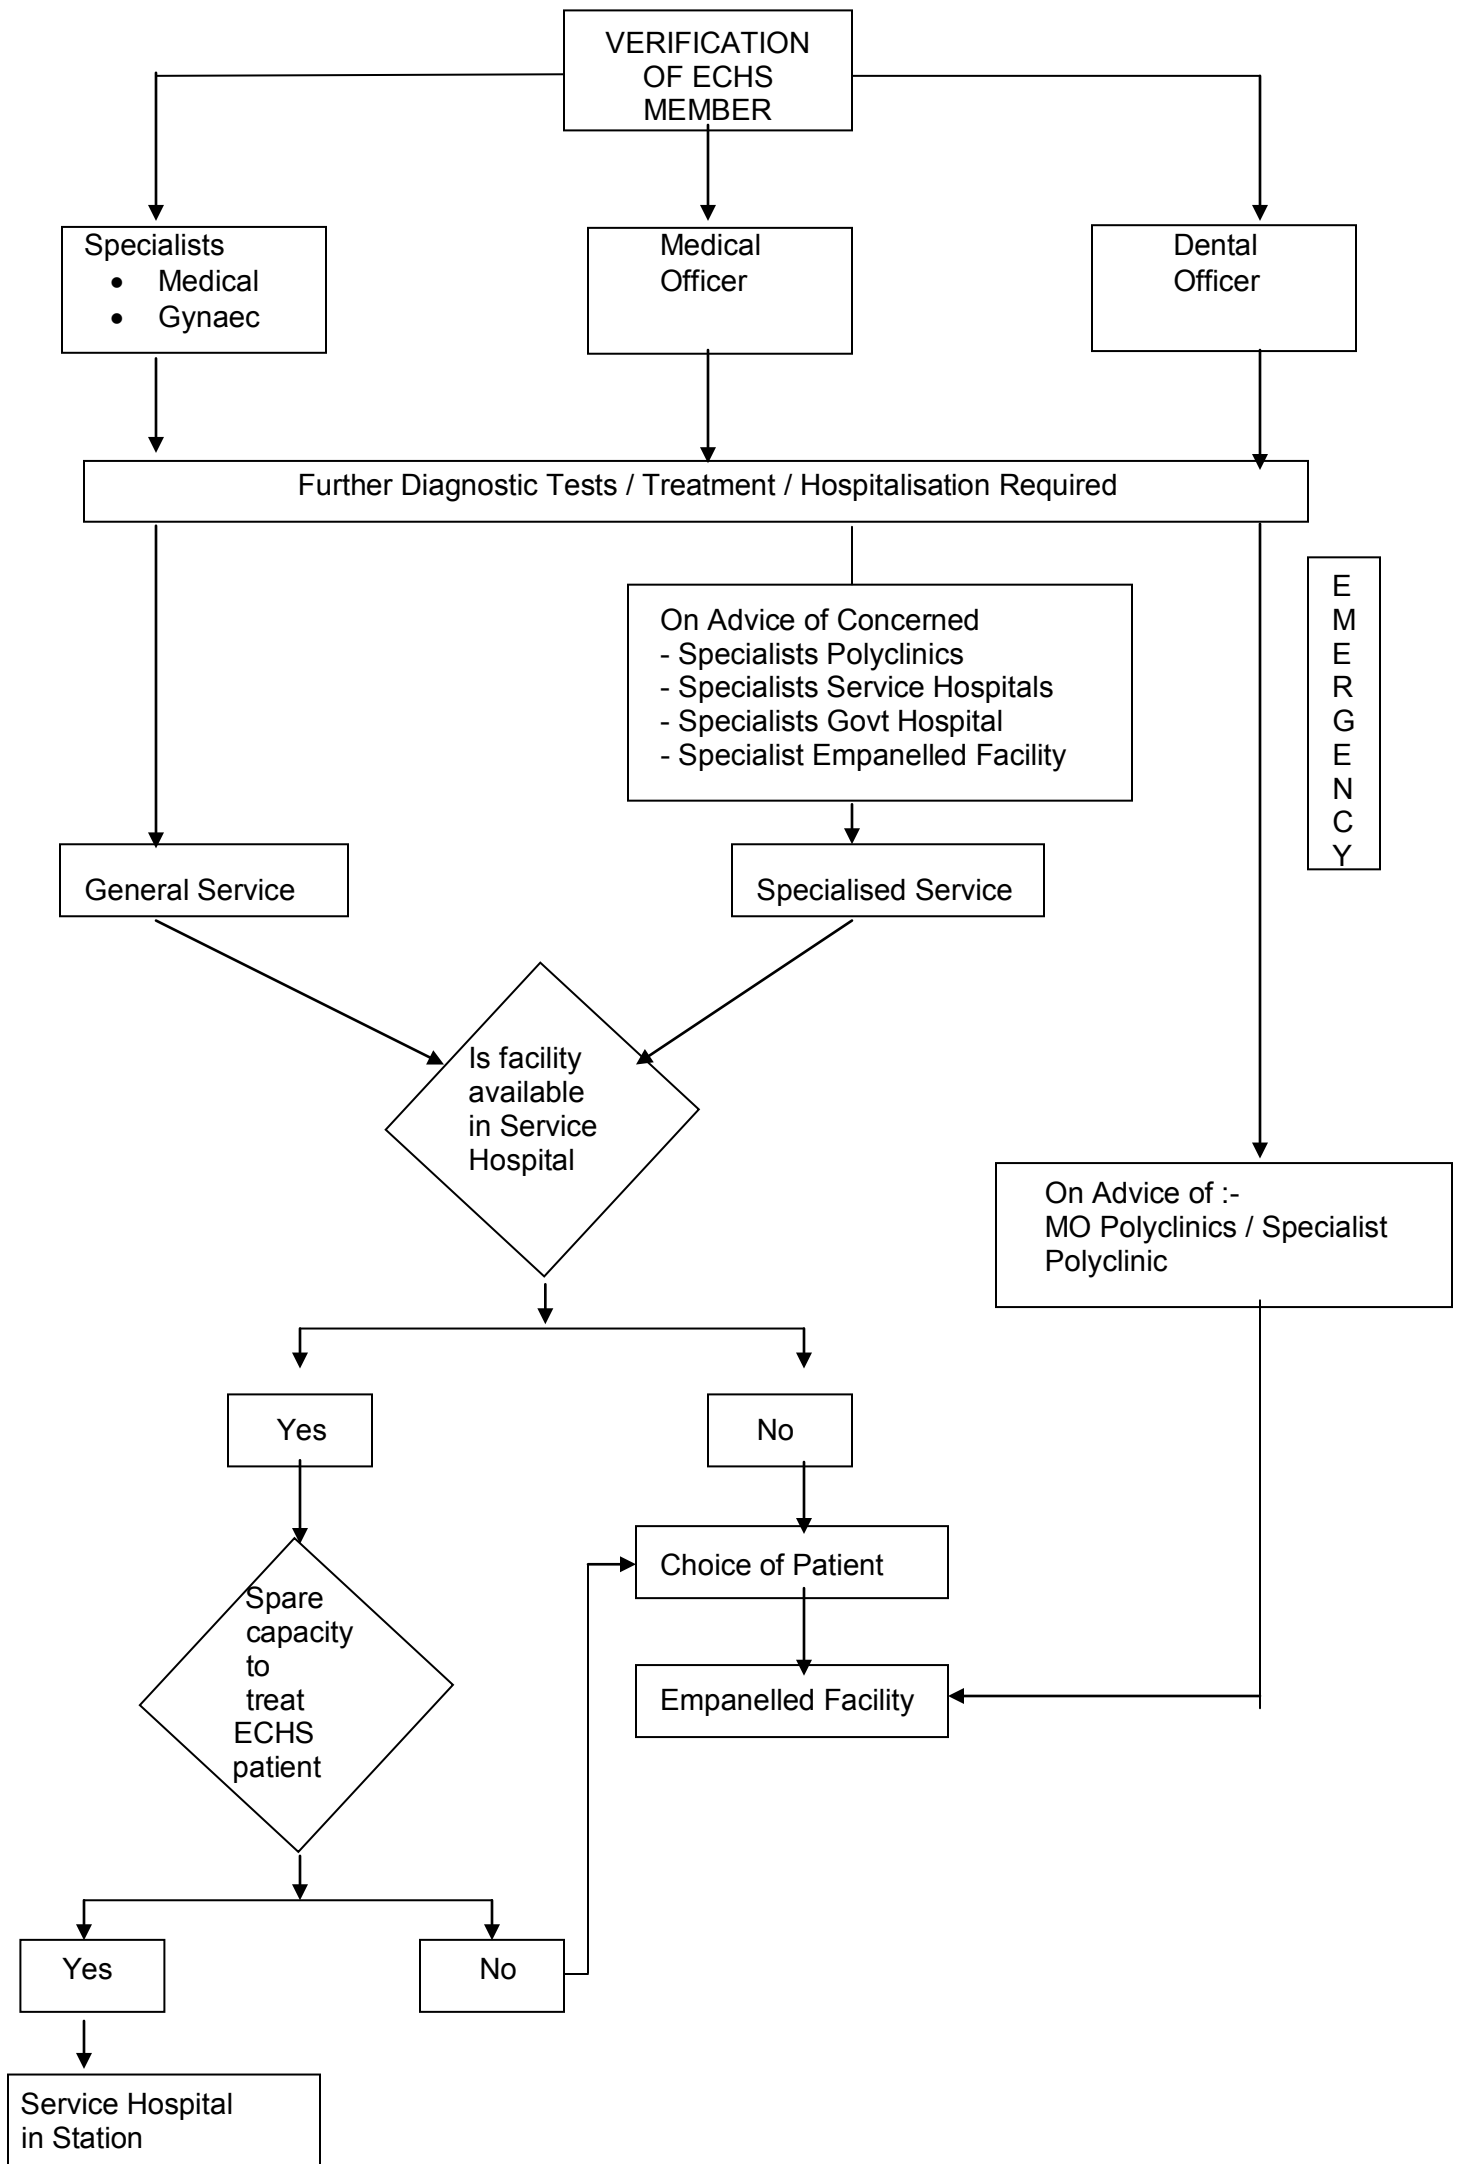 VERIFICATION
OF ECHS
MEMBER
Specialists
• Medical
• Gynaec
Medical
Officer
Dental
Officer
Further Diagnostic Tests / Treatment / Hospitalisation Required
On Advice of Concerned
- Specialists Polyclinics
- Specialists Service Hospitals
- Specialists Govt Hospital
- Specialist Empanelled Facility
E
M
E
R
G
E
N
C
Y
General Service
Specialised Service
Is facility
available
in Service
Hospital
On Advice of :-
MO Polyclinics / Specialist
Polyclinic
Yes
No
Choice of Patient
Spare
capacity
to
treat
ECHS
patient
Empanelled Facility
Yes
No
Service Hospital
in Station